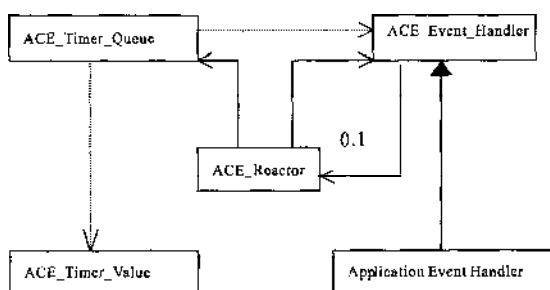 ACE_Timer_Queue
ACE_Event_Handler
0.1
ACE_Reactor
ACE_Timer_Value
Application Event Handler